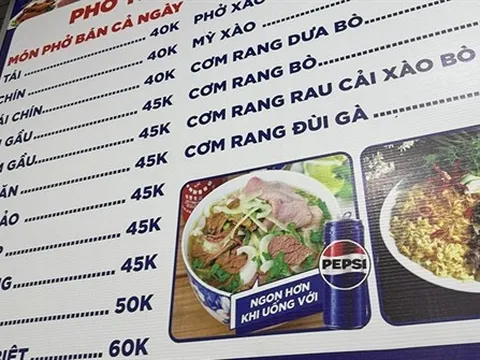 PHỞ
MÓN PHỞ BÁN CẢ NGÀY
TÁI 40K
CHÍN 40K
CHÍN 45K
GẦU 45K
GẦU 45K
45K
45K
45K
50K
60K
PHỞ XÀO
MỲ XÀO
CƠM RANG DƯA BÒ
CƠM RANG BÒ
CƠM RANG RAU CẢI XÀO BÒ
CƠM RANG ĐÙI GÀ
NGON HƠN
KHI UỐNG VỚI
PEPSI